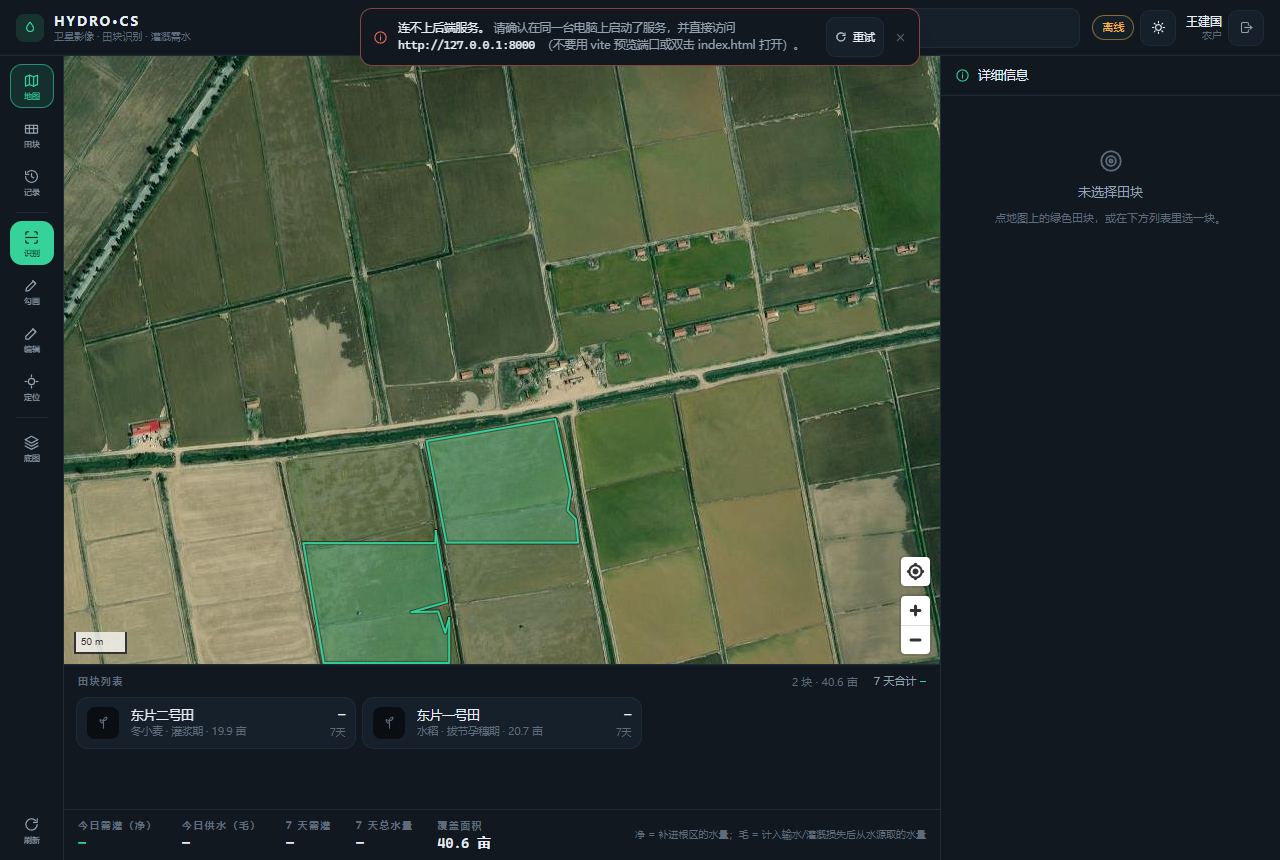 HYDRO•CS
卫星影像 · 田块识别 · 灌溉需水
连不上后端服务。 请确认在同一台电脑上启动了服务，并直接访问
http://127.0.0.1:8000 （不要用 vite 预览端口或双击 index.html 打开）。
重试
离线
王建国
农户
地图
田块
记录
识别
勾画
编辑
定位
底图
刷新
详细信息
未选择田块
点地图上的绿色田块，或在下方列表里选一块。
50 m
田块列表
2 块 · 40.6 亩 7 天合计 –
东片二号田 –
冬小麦 · 灌浆期 · 19.9 亩 7天
东片一号田 –
水稻 · 拔节孕穗期 · 20.7 亩 7天
今日需灌（净） 今日供水（毛） 7 天需灌 7 天总水量 覆盖面积
– – – – 40.6 亩
净 = 补进根区的水量；毛 = 计入输水/灌溉损失后从水源取的水量